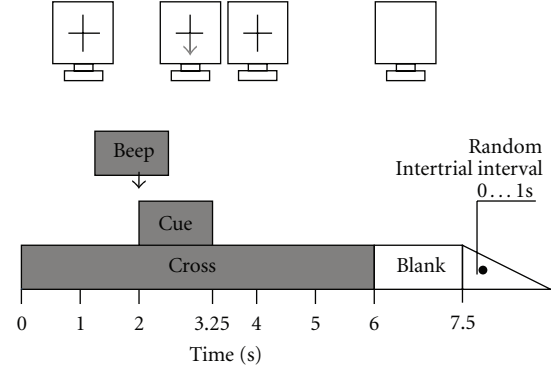 Beep
Random
Intertrial interval
0...1s
Cue
Cross
Blank
0 1 2 3.25 4 5 6 7.5
Time (s)